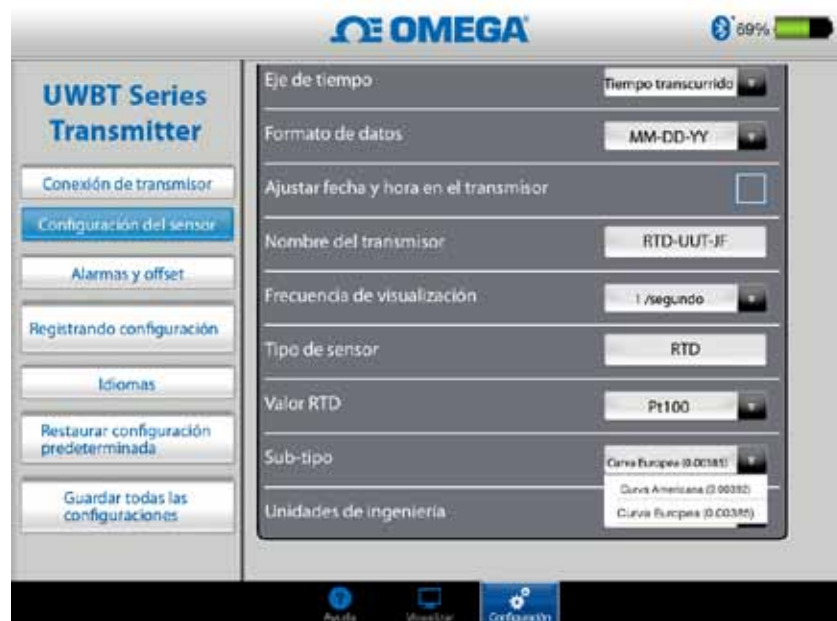 OMEGA
69%
UWBT Series
Transmitter
Conexión de transmisor
Configuración del sensor
Alarmas y offset
Registrando configuración
Idiomas
Restaurar configuración
predeterminada
Guardar todas las
configuraciones
Eje de tiempo
Tiempo transcurrido
Formato de datos
MM-DD-YY
Ajustar fecha y hora en el transmisor
Nombre del transmisor
RTD-UUT-JF
Frecuencia de visualización
1 /segundo
Tipo de sensor
RTD
Valor RTD
Pt100
Sub-tipo
Curva Europea (0.00385)
Curva Americana (0.00392)
Curva Europea (0.00385)
Unidades de ingeniería
Ayuda
Visualizar
Configuración